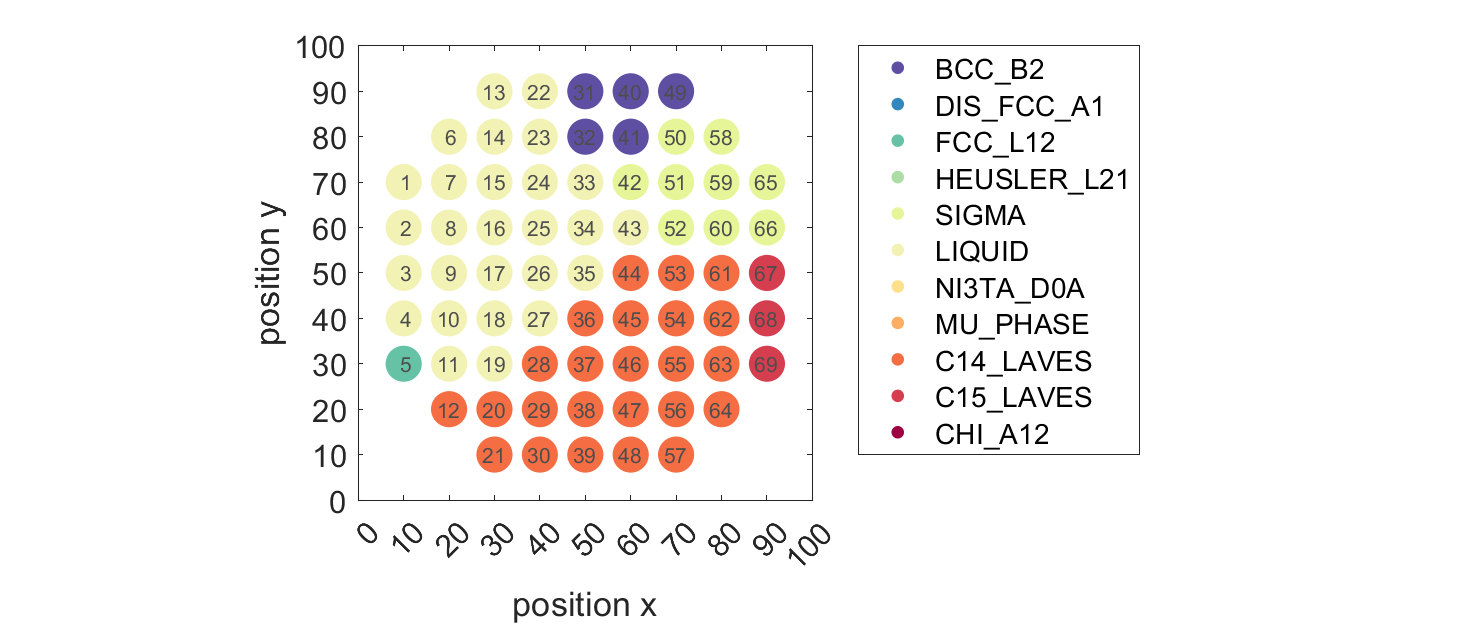 100
90
80
70
60
50
40
30
20
10
0
position y
13 22 31 40 49
6 14 23 32 41 50 58
1 7 15 24 33 42 51 59 65
2 8 16 25 34 43 52 60 66
3 9 17 26 35 44 53 61 67
4 10 18 27 36 45 54 62 68
5 11 19 28 37 46 55 63 69
12 20 29 38 47 56 64
21 30 39 48 57
0 10 20 30 40 50 60 70 80 90 100
position x
BCC_B2
DIS_FCC_A1
FCC_L12
HEUSLER_L21
SIGMA
LIQUID
NI3TA_D0A
MU_PHASE
C14_LAVES
C15_LAVES
CHI_A12